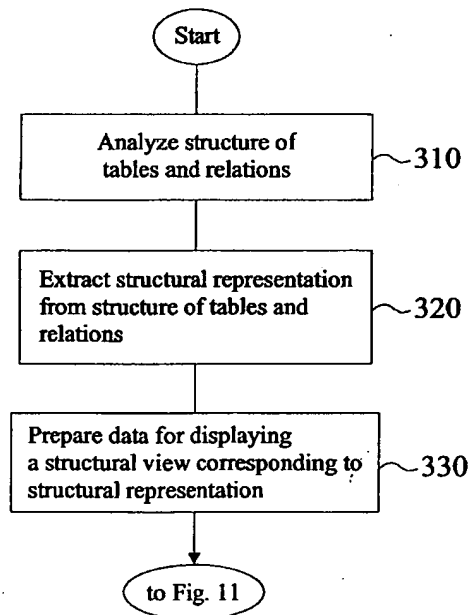 Start
Analyze structure of
tables and relations
310
Extract structural representation
from structure of tables and
relations
320
Prepare data for displaying
a structural view corresponding to
structural representation
330
to Fig. 11